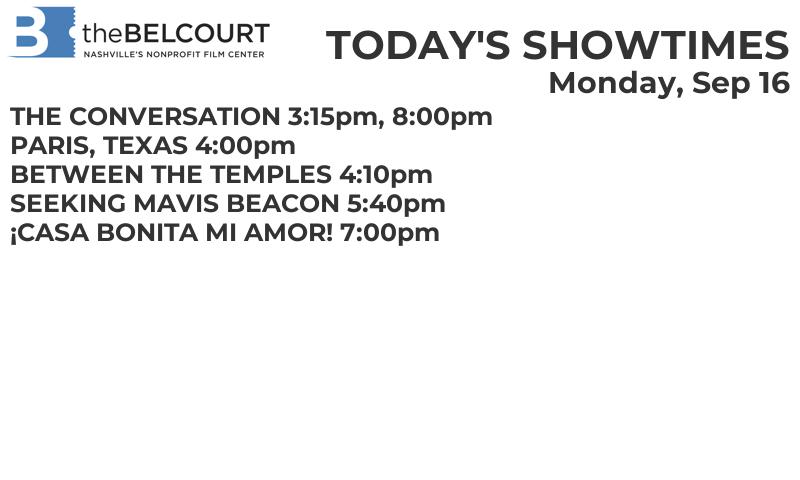 B theBELCOURT
NASHVILLE'S NONPROFIT FILM CENTER
TODAY'S SHOWTIMES
Monday, Sep 16
THE CONVERSATION 3:15pm, 8:00pm
PARIS, TEXAS 4:00pm
BETWEEN THE TEMPLES 4:10pm
SEEKING MAVIS BEACON 5:40pm
¡CASA BONITA MI AMOR! 7:00pm